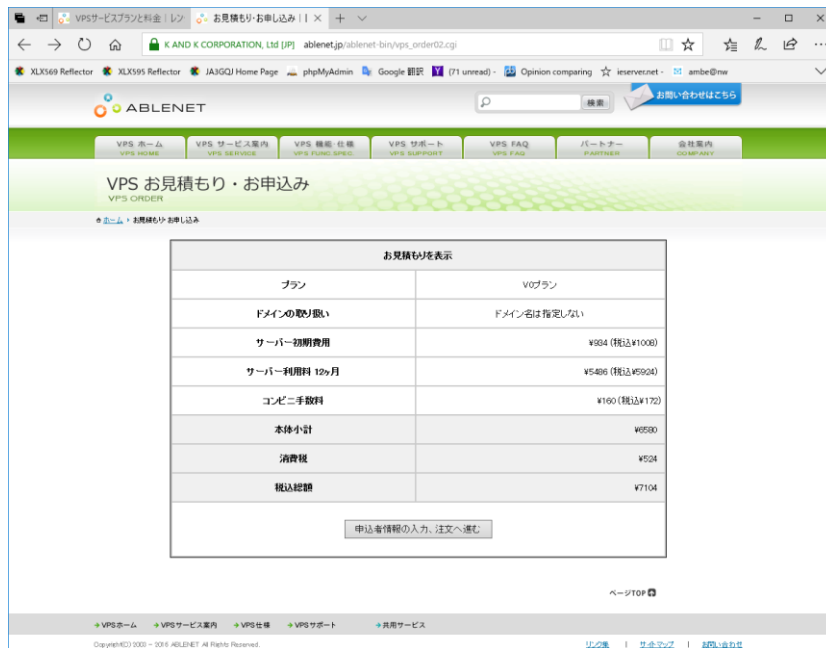 VPSサービスプランと料金｜レン
お見積もり・お申し込み | |
K AND K CORPORATION, Ltd [JP] ablenet.jp/ablenet-bin/vps_order02.cgi
XLX569 Reflector XLX595 Reflector JA3GQJ Home Page phpMyAdmin Google 翻訳 (71 unread) - Opinion comparing ieserver.net - ambe@nw
ABLENET
検索
お問い合わせはこちら
VPS ホーム VPS サービス案内 VPS 機能・仕様 VPS サポート VPS FAQ パートナー 会社案内
VPS HOME VPS SERVICE VPS FUNC.SPEC. VPS SUPPORT VPS FAQ PARTNER COMPANY
VPS お見積もり・お申込み
VPS ORDER
ホーム お見積もり・お申し込み
お見積もりを表示
プラン V0プラン
ドメインの取り扱い ドメイン名は指定しない
サーバー初期費用 ¥934 (税込¥1008)
サーバー利用料 12ヶ月 ¥5486 (税込¥5924)
コンビニ手数料 ¥160 (税込¥172)
本体小計 ¥6580
消費税 ¥524
税込総額 ¥7104
申込者情報の入力、注文へ進む
ページTOP
VPSホーム VPSサービス案内 VPS仕様 VPSサポート 共用サービス
Copyright(C) 2000 - 2016 ABLENET All Rights Reserved.
リンク集 | サイトマップ | お問い合わせ